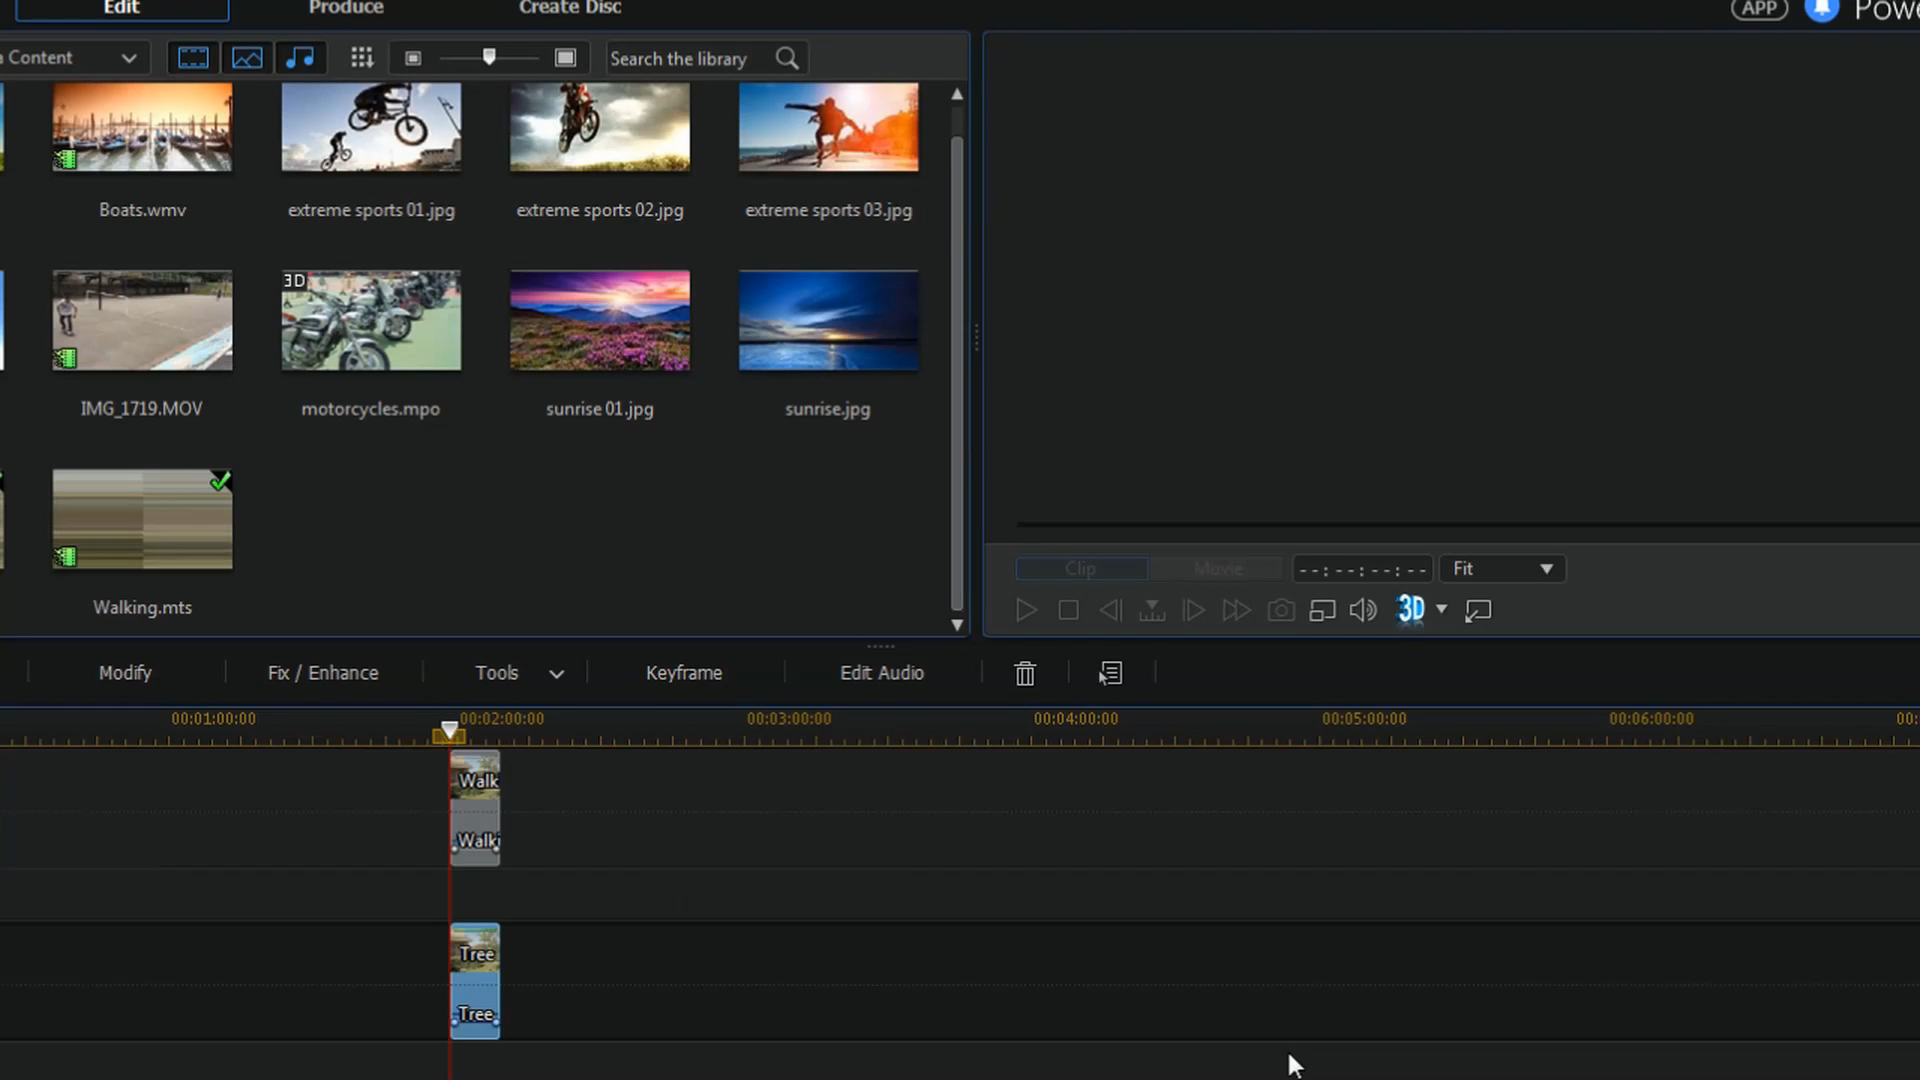 Edit Produce Create Disc APP Powe
a Content Search the library
Boats.wmv extreme sports 01.jpg extreme sports 02.jpg extreme sports 03.jpg
3D
IMG_1719.MOV motorcycles.mpo sunrise 01.jpg sunrise.jpg
Walking.mts
Clip Movie --:--:--:-- Fit
3D
Modify Fix / Enhance Tools Keyframe Edit Audio
00:01:00:00 00:02:00:00 00:03:00:00 00:04:00:00 00:05:00:00 00:06:00:00 00:
Walk
Walki
Tree
Tree